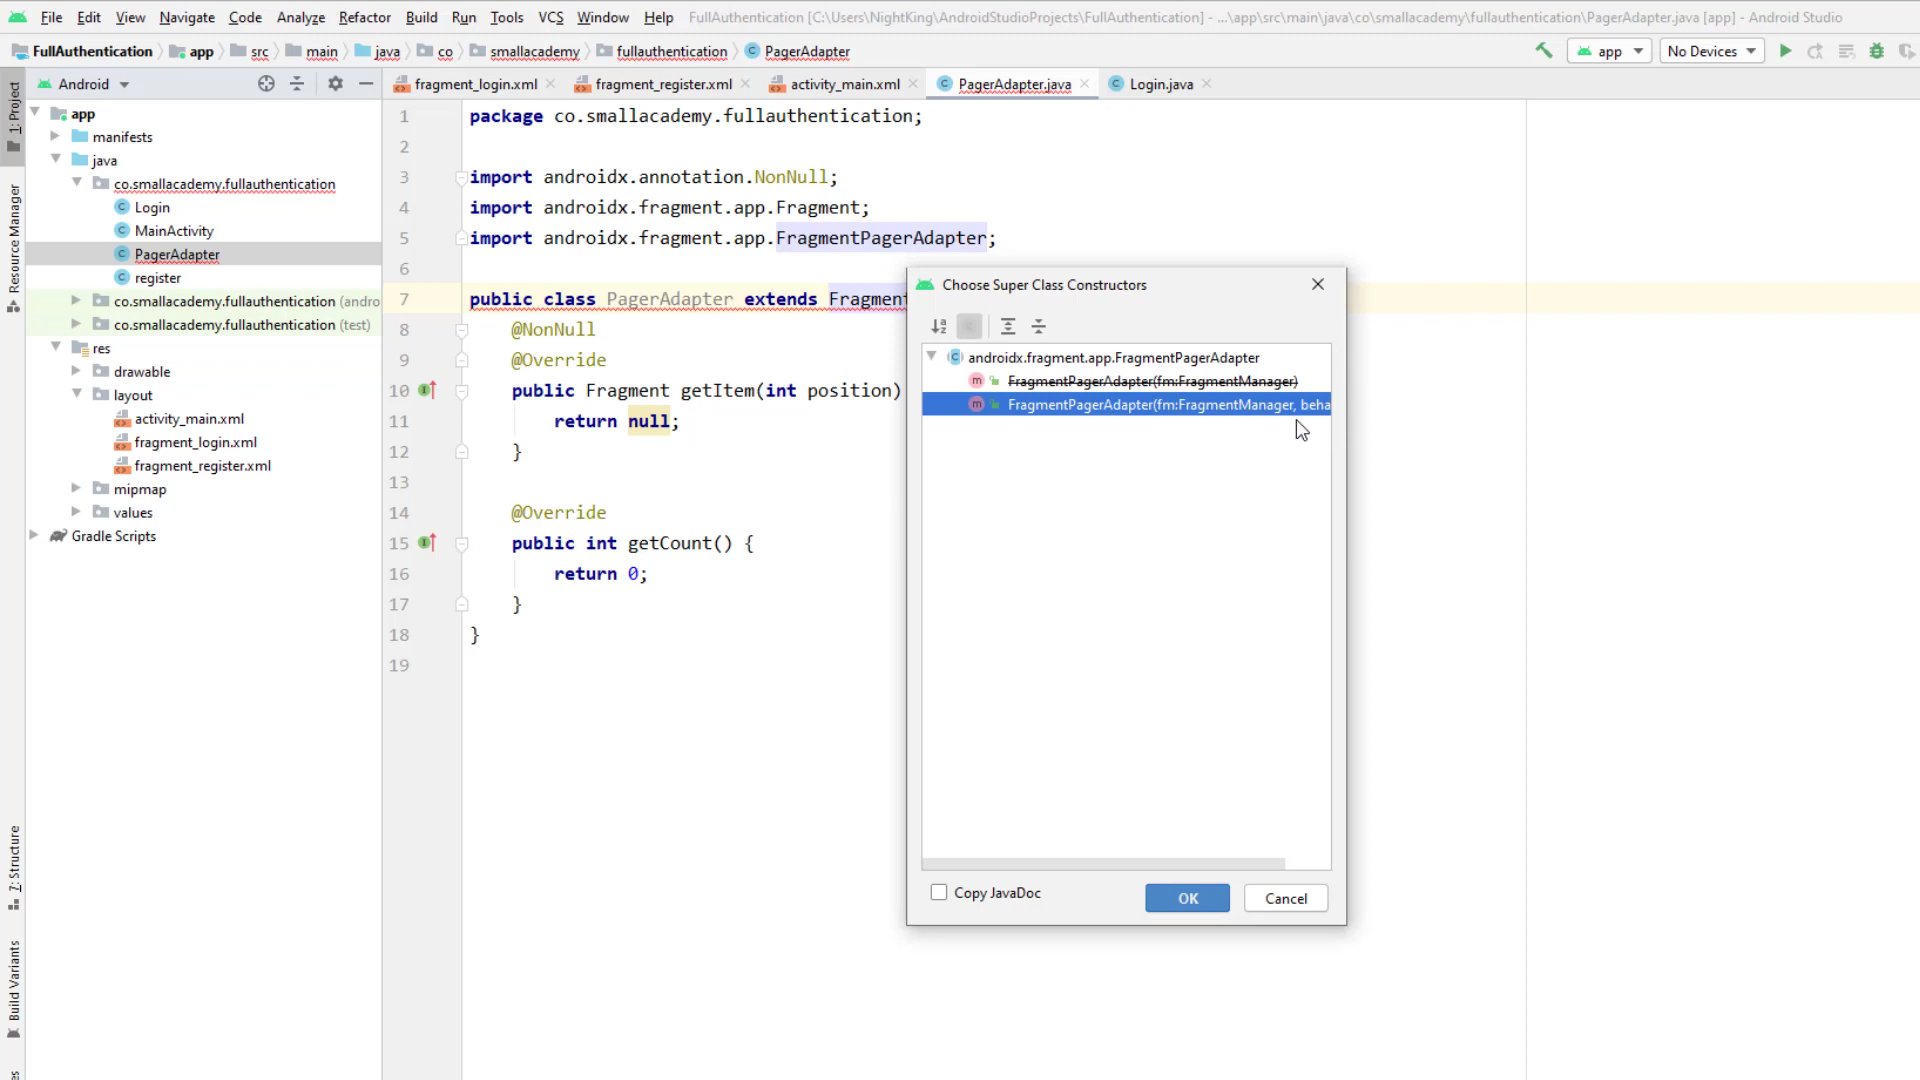 File Edit View Navigate Code Analyze Refactor Build Run Tools VCS Window Help FullAuthentication [C:\Users\NightKing\AndroidStudioProjects\FullAuthentication] - ...\app\src\main\java\co\smallacademy\fullauthentication\PagerAdapter.java [app] - Android Studio
FullAuthentication app src main java co smallacademy fullauthentication PagerAdapter app No Devices
Android fragment_login.xml fragment_register.xml activity_main.xml PagerAdapter.java Login.java
1: Project
Resource Manager
7: Structure
Build Variants
app
manifests
java
co.smallacademy.fullauthentication
Login
MainActivity
PagerAdapter
register
co.smallacademy.fullauthentication (andro
co.smallacademy.fullauthentication (test)
res
drawable
layout
activity_main.xml
fragment_login.xml
fragment_register.xml
mipmap
values
Gradle Scripts
1 package co.smallacademy.fullauthentication;
2
3 import androidx.annotation.NonNull;
4 import androidx.fragment.app.Fragment;
5 import androidx.fragment.app.FragmentPagerAdapter;
6
7 public class PagerAdapter extends Fragment
8 @NonNull
9 @Override
10 public Fragment getItem(int position)
11 return null;
12 }
13
14 @Override
15 public int getCount() {
16 return 0;
17 }
18 }
19
Choose Super Class Constructors
androidx.fragment.app.FragmentPagerAdapter
FragmentPagerAdapter(fm:FragmentManager)
FragmentPagerAdapter(fm:FragmentManager, beha
Copy JavaDoc
OK
Cancel